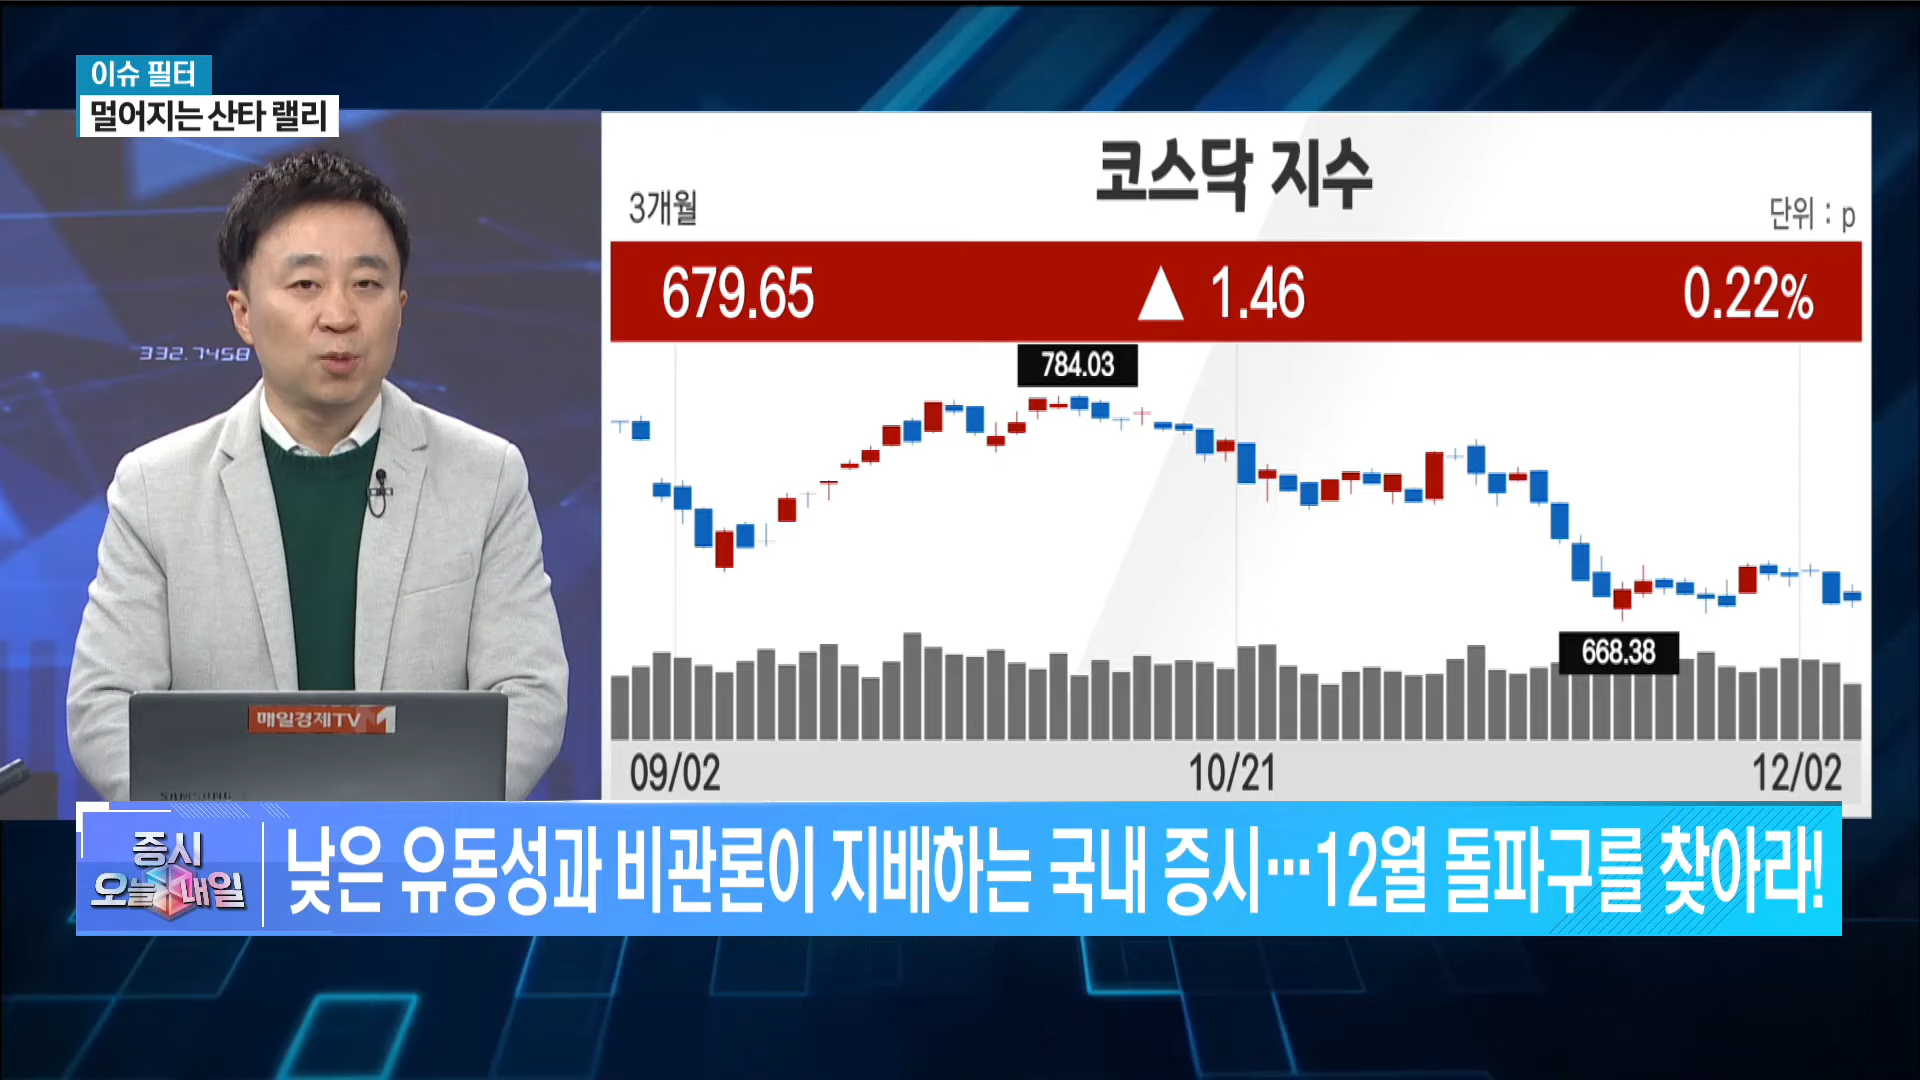 이슈 필터
멀어지는 산타 랠리
코스닥 지수
3개월
단위 : p
679.65 ▲ 1.46 0.22%
784.03
332.7458
668.38
매일경제TV
SAMSUNG
09/02 10/21 12/02
증시
오늘 매일
낮은 유동성과 비관론이 지배하는 국내 증시…12월 돌파구를 찾아라!